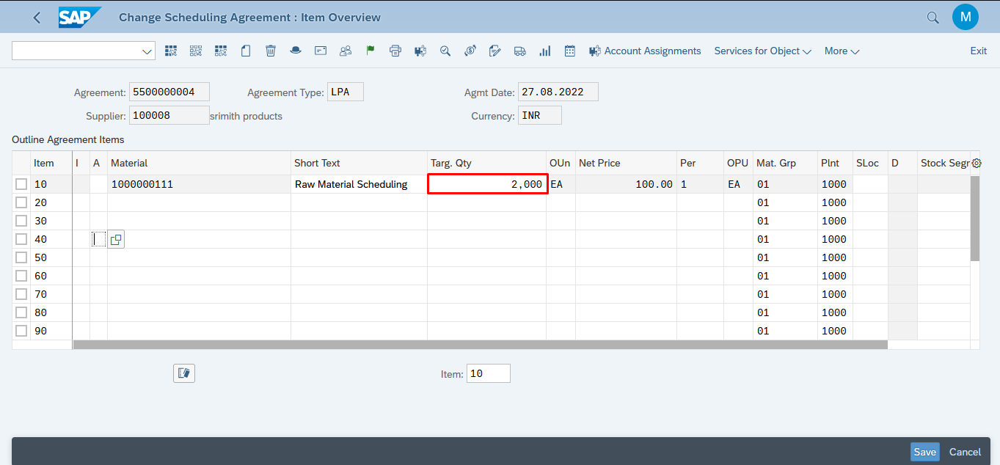 SAP Change Scheduling Agreement : Item Overview M
Account Assignments Services for Object More Exit
Agreement: 5500000004 Agreement Type: LPA Agmt Date: 27.08.2022
Supplier: 100008 srimith products Currency: INR
Outline Agreement Items
Item I A Material Short Text Targ. Qty OUn Net Price Per OPU Mat. Grp Plnt SLoc D Stock Segr
10 1000000111 Raw Material Scheduling 2,000 EA 100.00 1 EA 01 1000
20 01 1000
30 01 1000
40 01 1000
50 01 1000
60 01 1000
70 01 1000
80 01 1000
90 01 1000
Item: 10
Save Cancel